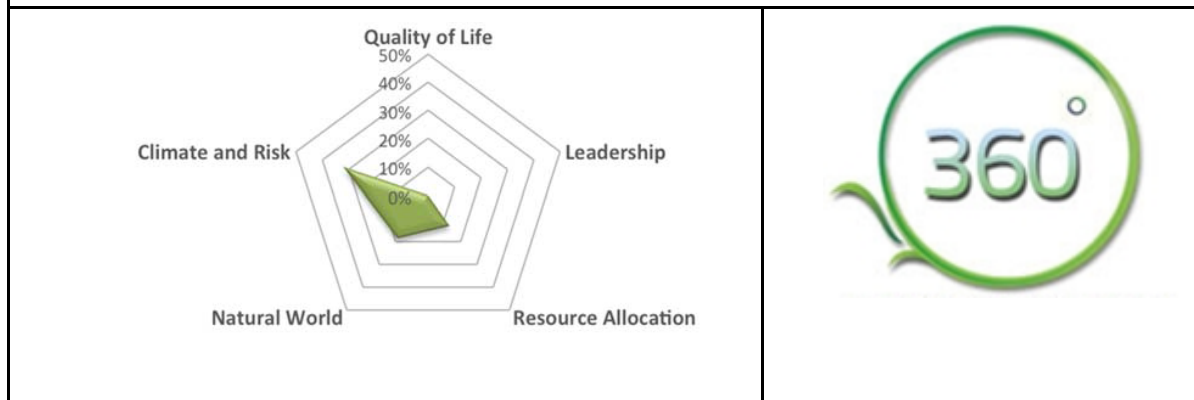 Quality of Life
50%
40%
30%
20%
10%
0%
Climate and Risk
Leadership
Natural World
Resource Allocation
360°